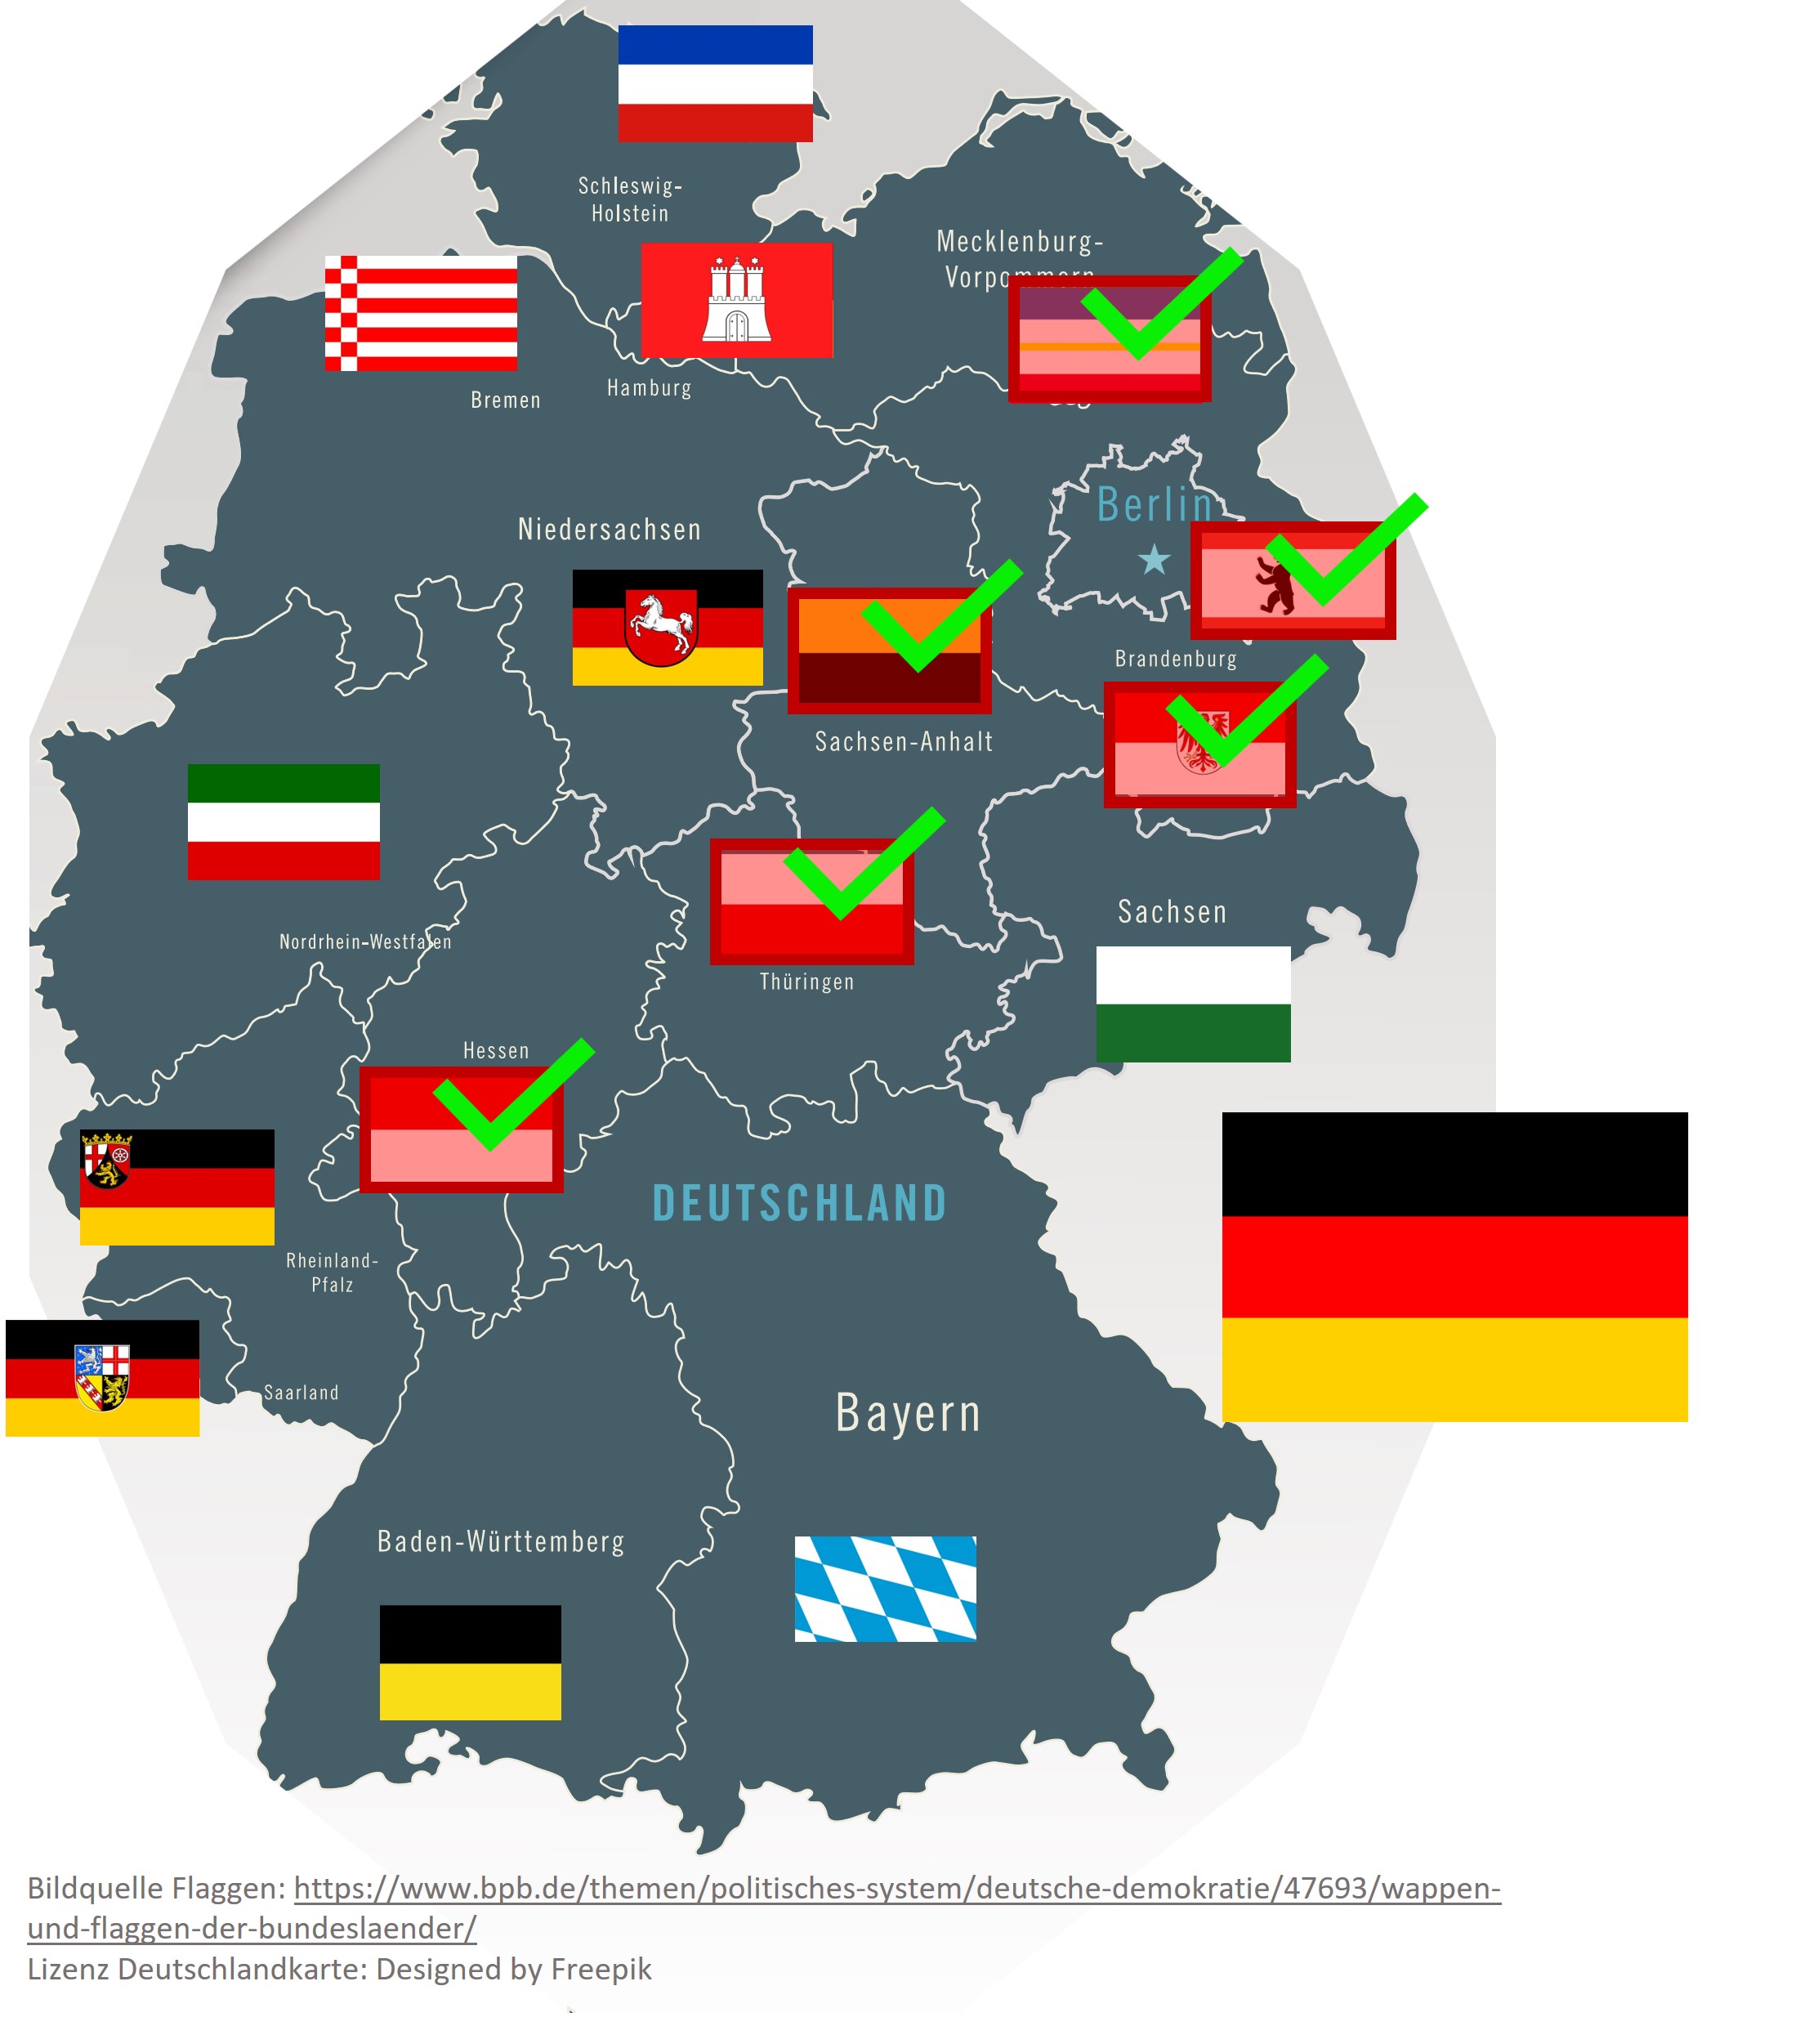 Schleswig-
Holstein
Mecklenburg-
Vorpommern
Hamburg
Bremen
Berlin
Niedersachsen
Brandenburg
Sachsen-Anhalt
Sachsen
Nordrhein-Westfalen
Thüringen
Hessen
DEUTSCHLAND
Rheinland-
Pfalz
Saarland
Bayern
Baden-Württemberg
Bildquelle Flaggen: https://www.bpb.de/themen/politisches-system/deutsche-demokratie/47693/wappen-
und-flaggen-der-bundeslaender/
Lizenz Deutschlandkarte: Designed by Freepik